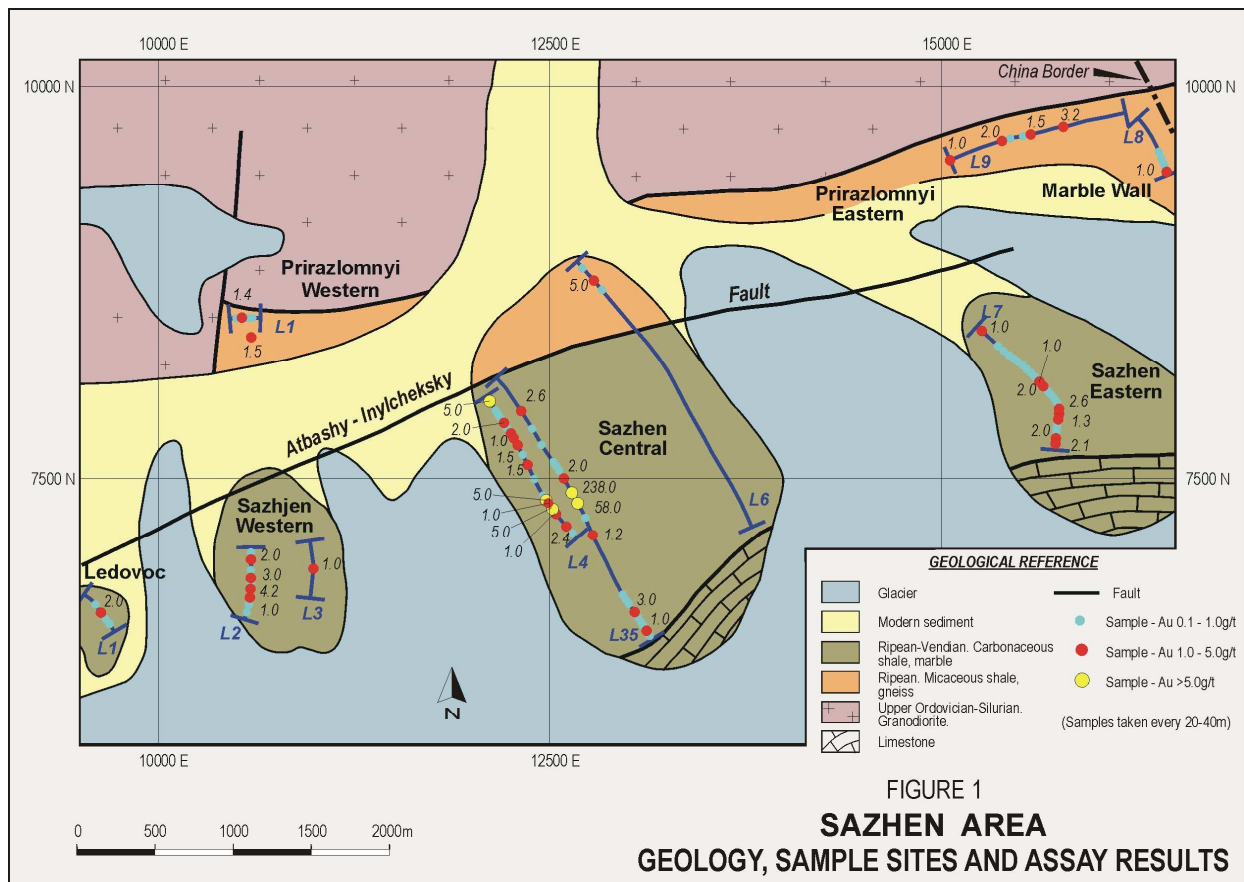 10000 E
12500 E
15000 E
China Border
10000 N
10000 N
1.0
2.0
1.5
3.2
L8
L9
1.0
Marble Wall
Prirazlomnyi
Eastern
Prirazlomnyi
Western
1.4
L1
1.5
5.0
Fault
L7
1.0
1.0
2.0
Sazhen
Eastern
2.6
1.3
2.0
2.1
Atbashy - Inylcheksky
5.0
2.6
2.0
1.0
1.5
1.5
Sazhen
Central
2.0
238.0
58.0
5.0
1.0
5.0
1.0
2.4
1.2
L4
L6
7500 N
7500 N
Sazhjen
Western
2.0
3.0
4.2
1.0
L2
1.0
L3
Ledovoc
2.0
L1
3.0
1.0
L35
N
10000 E
12500 E
GEOLOGICAL REFERENCE
Glacier
Modern sediment
Ripean-Vendian. Carbonaceous
shale, marble
Ripean. Micaceous shale,
gneiss
Upper Ordovician-Silurian.
Granodiorite.
Limestone
Fault
Sample - Au 0.1 - 1.0g/t
Sample - Au 1.0 - 5.0g/t
Sample - Au >5.0g/t
(Samples taken every 20-40m)
0 500 1000 1500 2000m
FIGURE 1
SAZHEN AREA
GEOLOGY, SAMPLE SITES AND ASSAY RESULTS